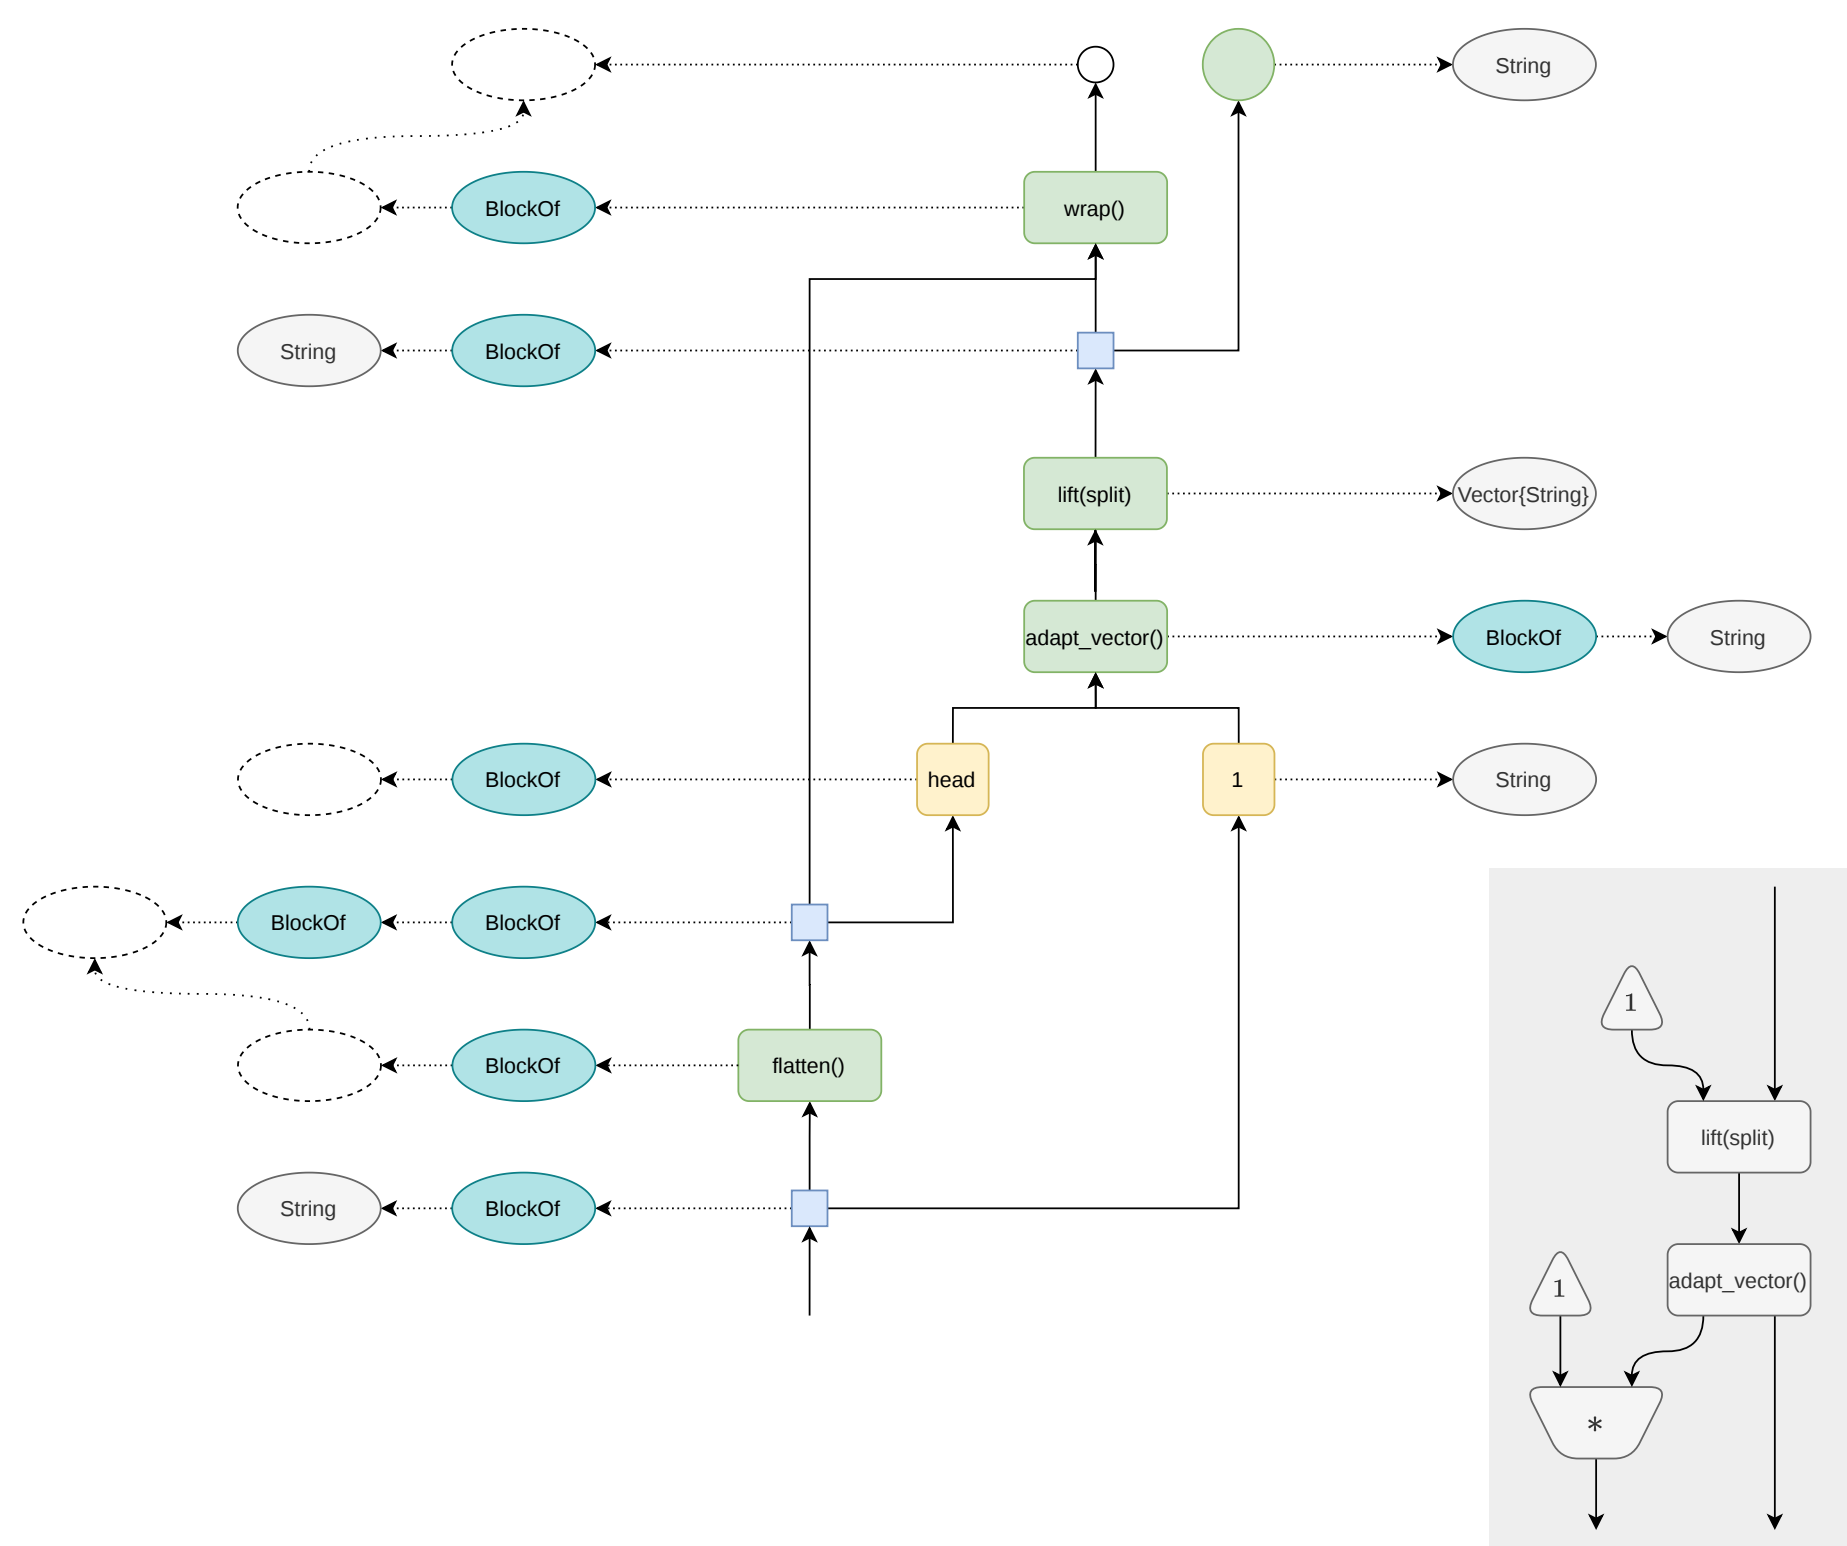 String
wrap()
BlockOf
String
BlockOf
lift(split)
Vector{String}
adapt_vector()
BlockOf
String
BlockOf
head
1
String
BlockOf
BlockOf
1
BlockOf
flatten()
lift(split)
String
BlockOf
1
adapt_vector()
*